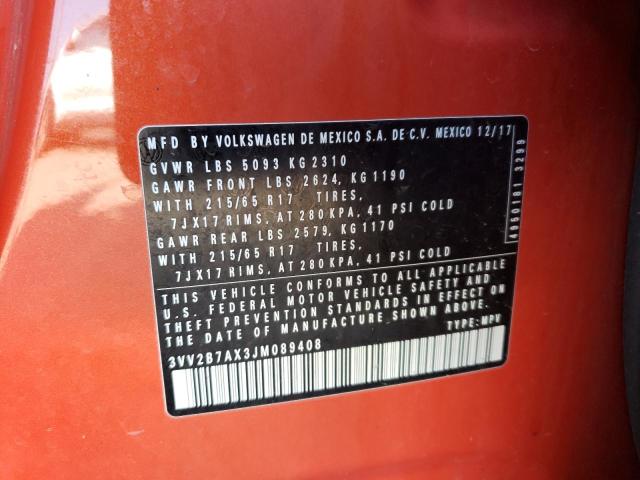 MFD BY VOLKSWAGEN DE MEXICO S.A. DE C.V. MEXICO 12/17
GVWR LBS 5093 KG 2310
GAWR FRONT LBS 2624, KG 1190
WITH 215/65 R17 TIRES,
7JX17 RIMS, AT 280 KPA, 41 PSI COLD
GAWR REAR LBS 2579, KG 1170
WITH 215/65 R17 TIRES,
7JX17 RIMS, AT 280 KPA, 41 PSI COLD
THIS VEHICLE CONFORMS TO ALL APPLICABLE
U.S. FEDERAL MOTOR VEHICLE SAFETY AND
THEFT PREVENTION STANDARDS IN EFFECT ON
THE DATE OF MANUFACTURE SHOWN ABOVE.
3VV2B7AX3JM089408 TYPE: MPV
4950181 3299